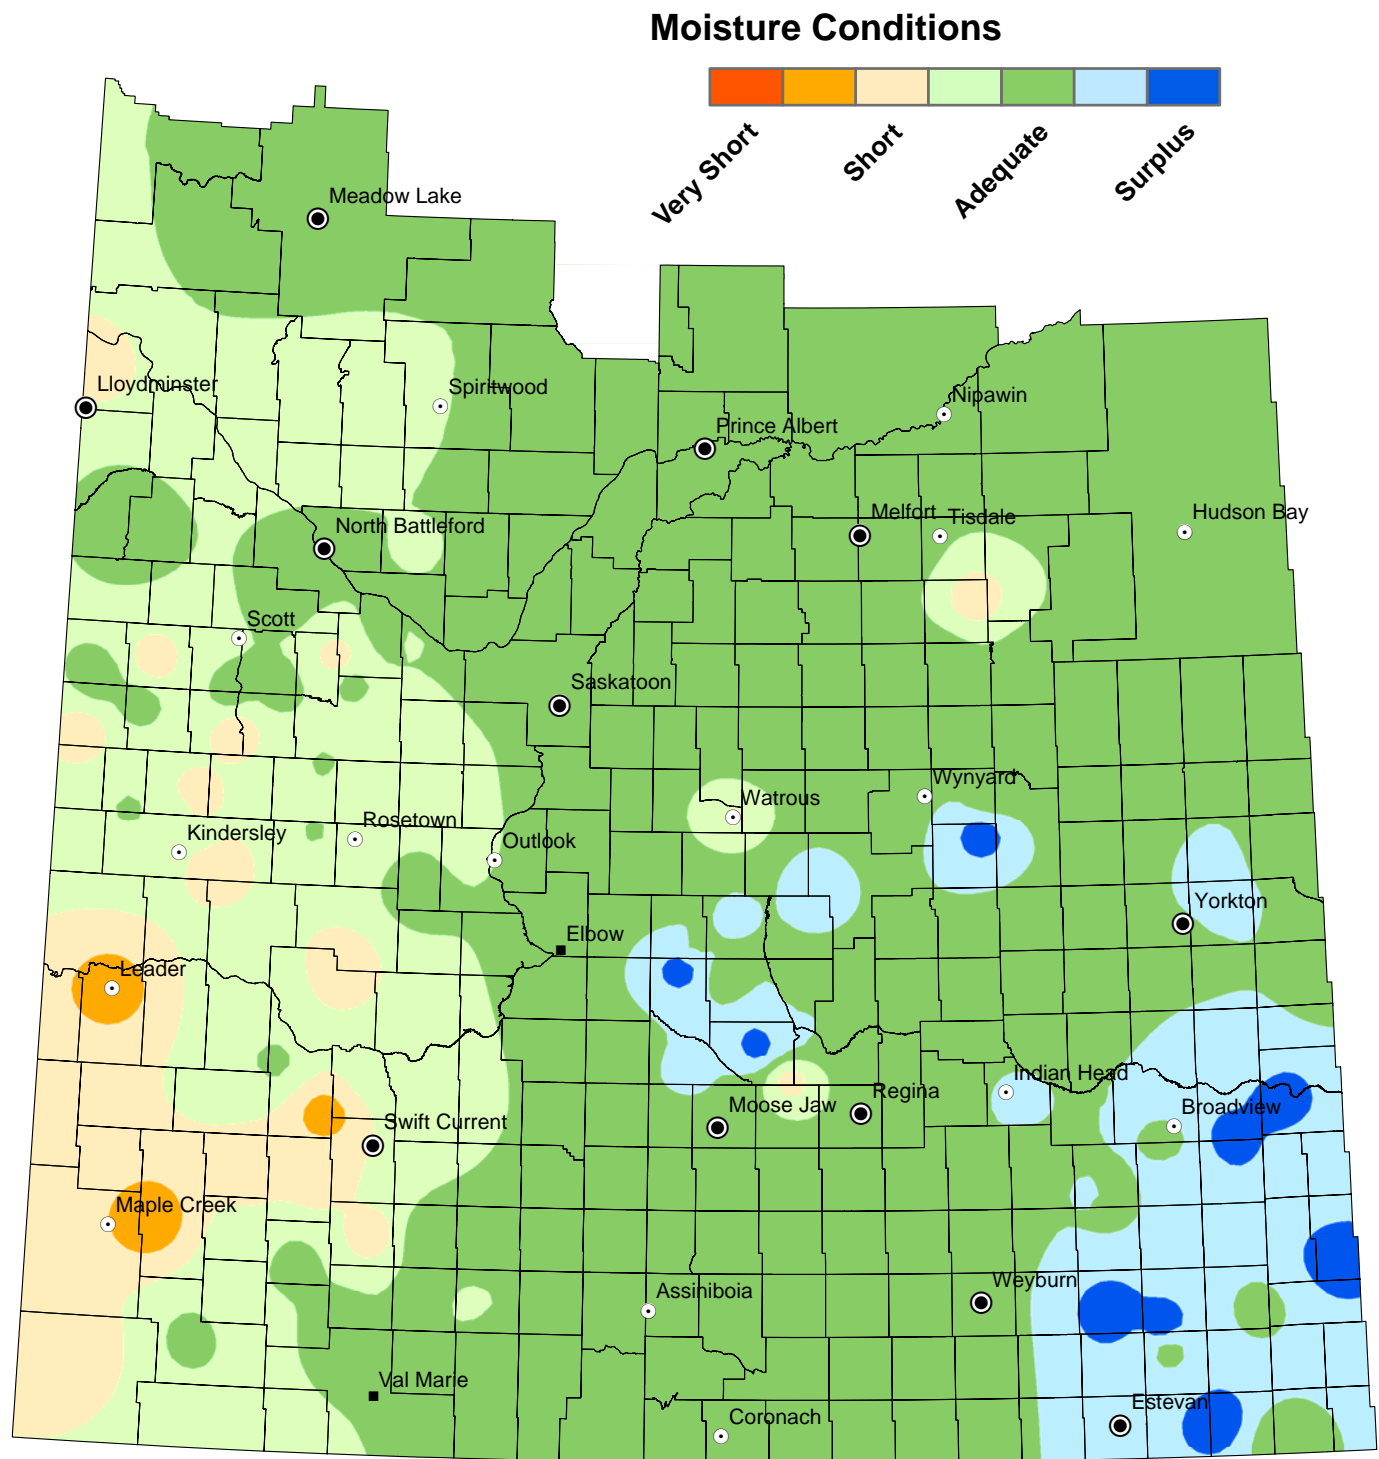 Moisture Conditions
Very Short
Short
Adequate
Surplus
Meadow Lake
Lloydminster
Spiritwood
Nipawin
Prince Albert
Melfort
Tisdale
Hudson Bay
North Battleford
Scott
Saskatoon
Wynyard
Watrous
Rosetown
Kindersley
Outlook
Yorkton
Elbow
Leader
Indian Head
Regina
Moose Jaw
Broadview
Swift Current
Maple Creek
Weyburn
Assiniboia
Val Marie
Estevan
Coronach